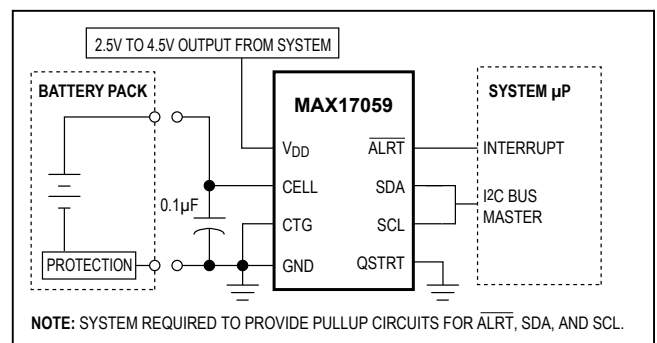 2.5V TO 4.5V OUTPUT FROM SYSTEM
BATTERY PACK
MAX17059
SYSTEM µP
VDD
ALRT
INTERRUPT
CELL
SDA
I2C BUS
MASTER
0.1µF
CTG
SCL
PROTECTION
GND
QSTRT
NOTE: SYSTEM REQUIRED TO PROVIDE PULLUP CIRCUITS FOR ALRT, SDA, AND SCL.